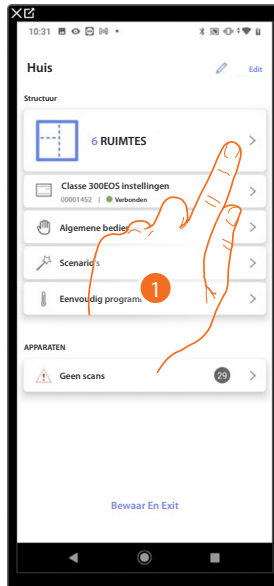 10:31
Huis
Edit
Structuur
6 RUIMTES
Classe 300EOS instellingen
00001452 | Verbonden
Algemene bedien
Scenario's
Eenvoudig program
1
APPARATEN
Geen scans
29
Bewaar En Exit